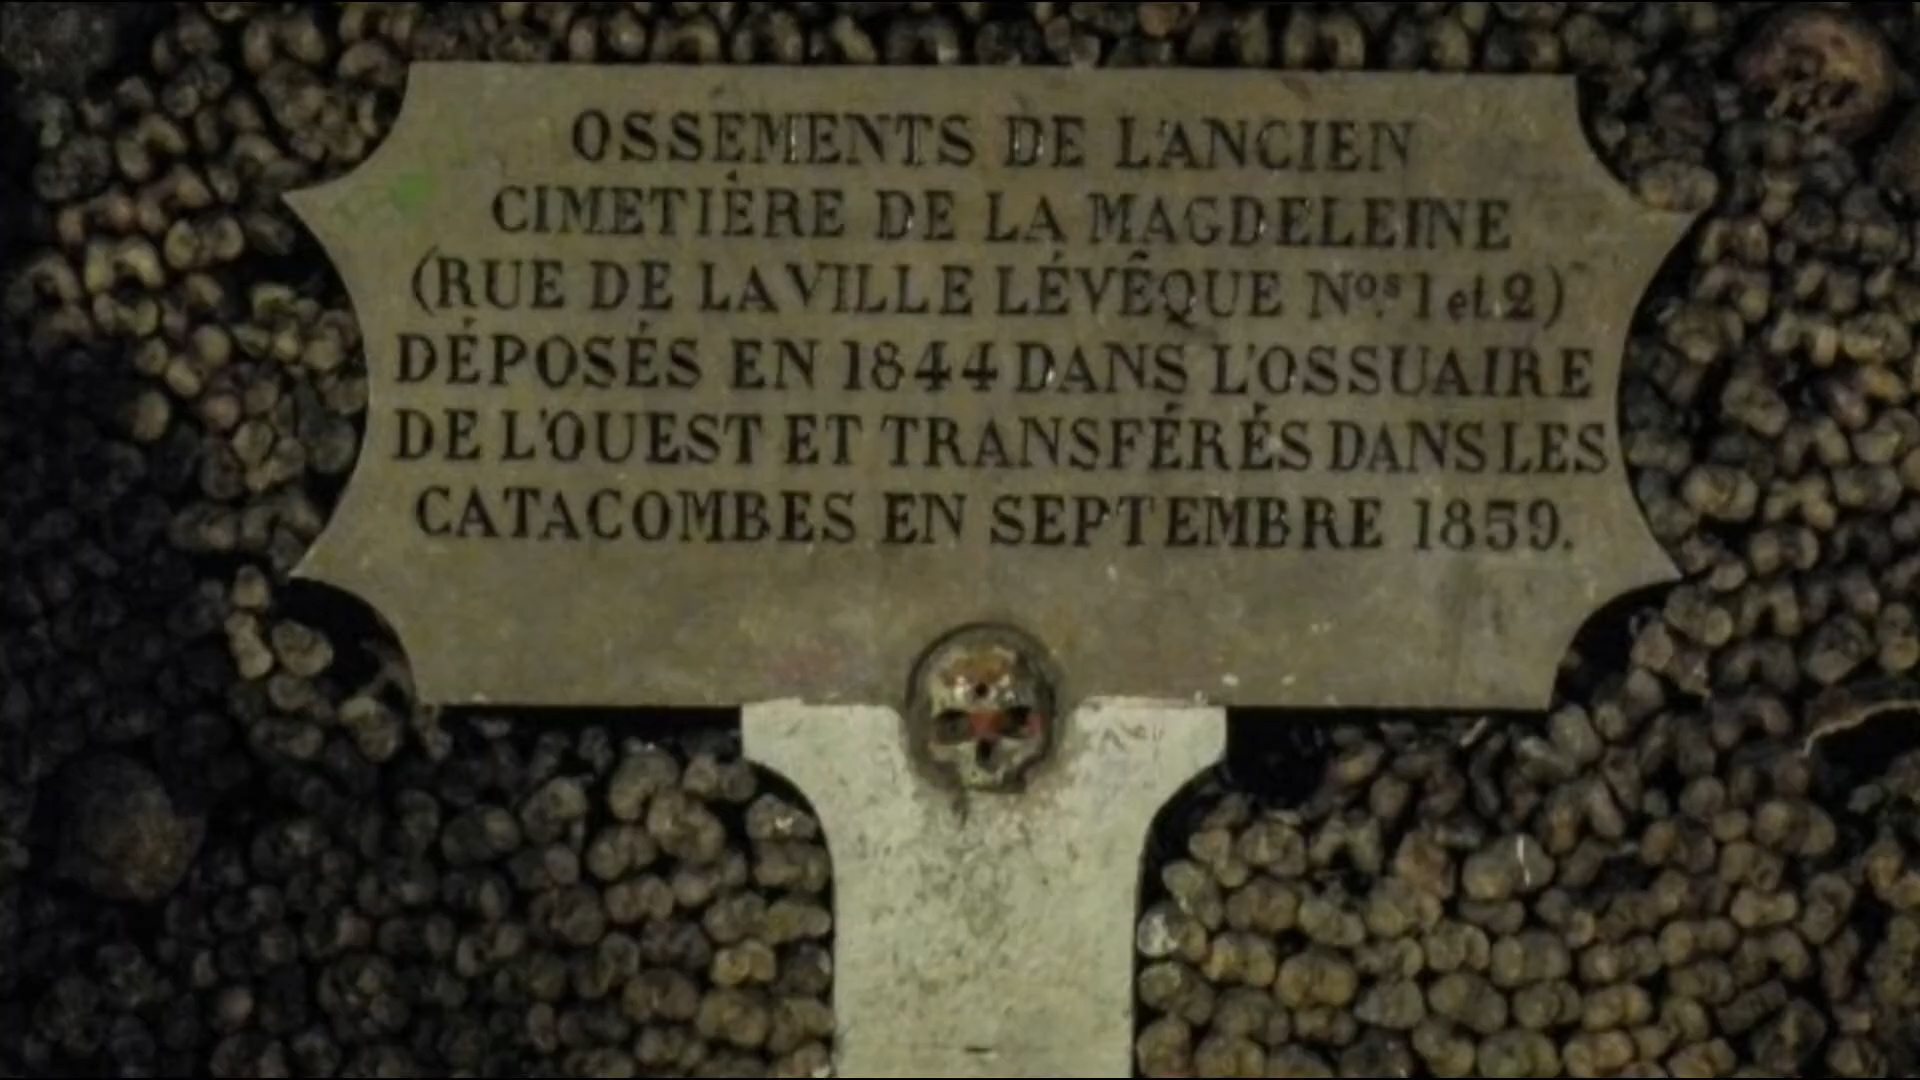 OSSEMENTS DE L'ANCIEN
CIMETIÈRE DE LA MAGDELEINE
(RUE DE LA VILLE LÉVÊQUE Nos. 1 et 2)
DÉPOSÉS EN 1844 DANS L'OSSUAIRE
DE L'OUEST ET TRANSFÉRÉS DANS LES
CATACOMBES EN SEPTEMBRE 1859.